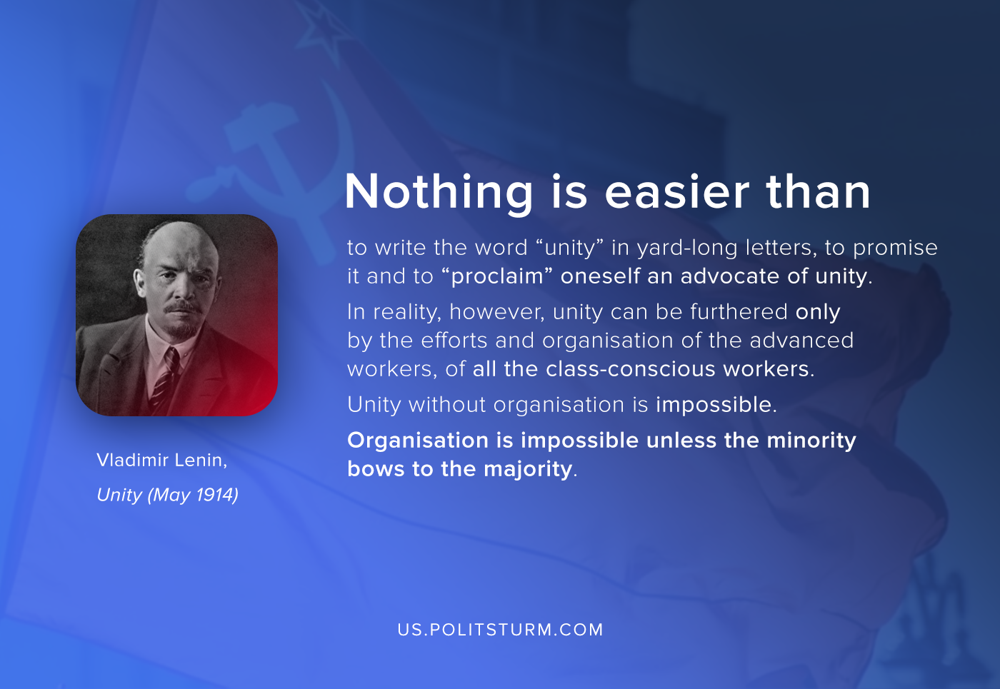 Nothing is easier than
to write the word “unity” in yard-long letters, to promise
it and to “proclaim” oneself an advocate of unity.
In reality, however, unity can be furthered only
by the efforts and organisation of the advanced
workers, of all the class-conscious workers.
Unity without organisation is impossible.
Organisation is impossible unless the minority
bows to the majority.
Vladimir Lenin,
Unity (May 1914)
US.POLITSTURM.COM